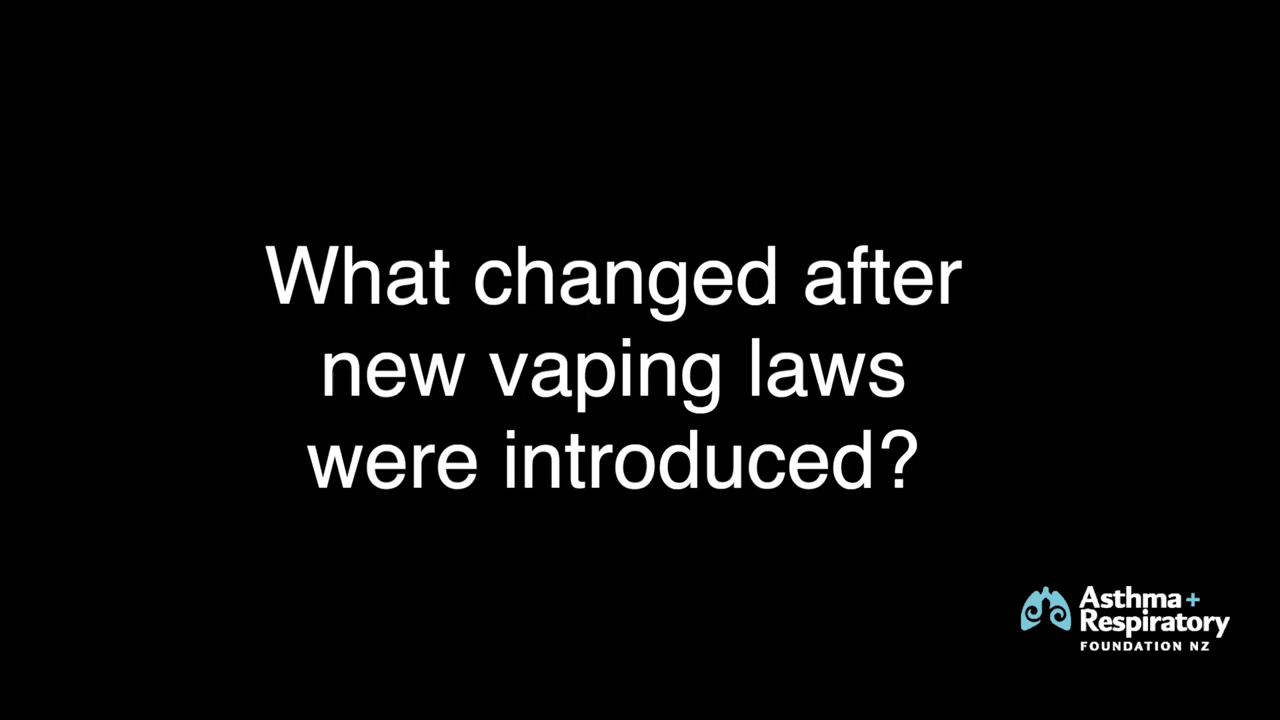 What changed after
new vaping laws
were introduced?
Asthma+
Respiratory
FOUNDATION NZ